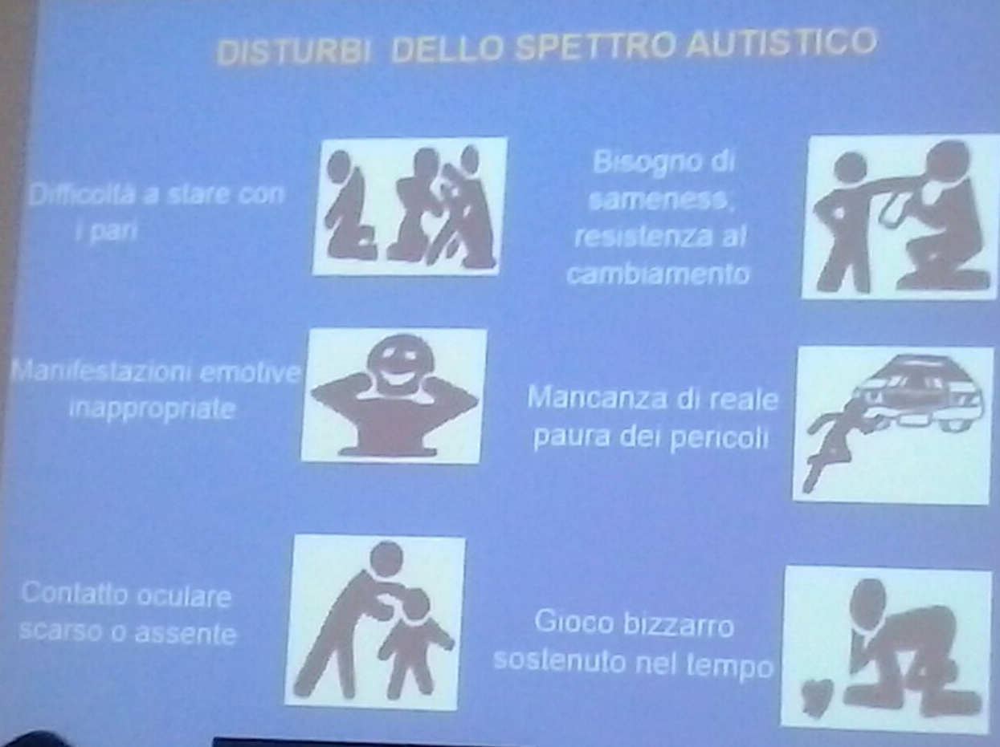 DISTURBI DELLO SPETTRO AUTISTICO
Difficoltà a stare con
i pari
Bisogno di
sameness,
resistenza al
cambiamento
Manifestazioni emotive
inappropriate
Mancanza di reale
paura dei pericoli
Contatto oculare
scarso o assente
Gioco bizzarro
sostenuto nel tempo